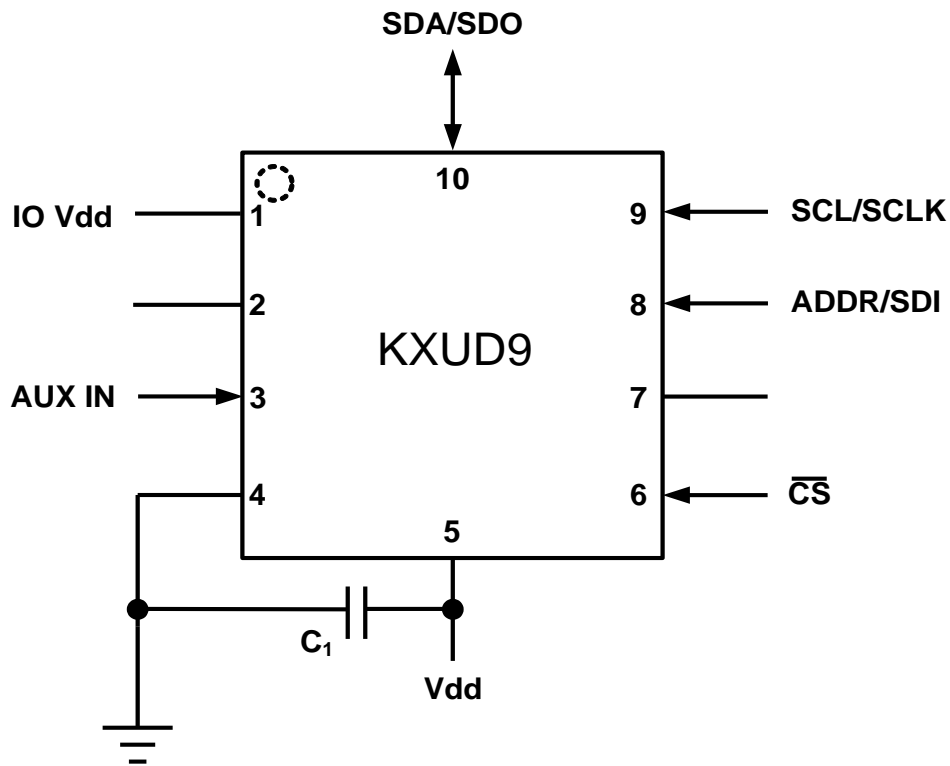 SDA/SDO
10
IO Vdd
1
9
SCL/SCLK
2
8
ADDR/SDI
KXUD9
AUX IN
3
7
4
6
CS
5
C₁
Vdd